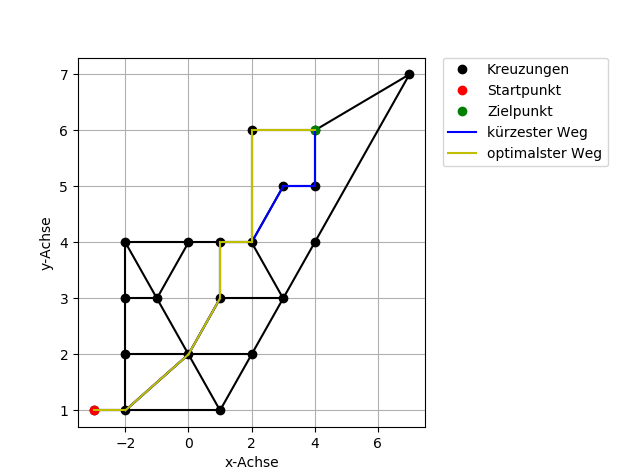 Kreuzungen
Startpunkt
Zielpunkt
kürzester Weg
optimalster Weg
y-Achse
7
6
5
4
3
2
1
−2
0
2
4
6
x-Achse